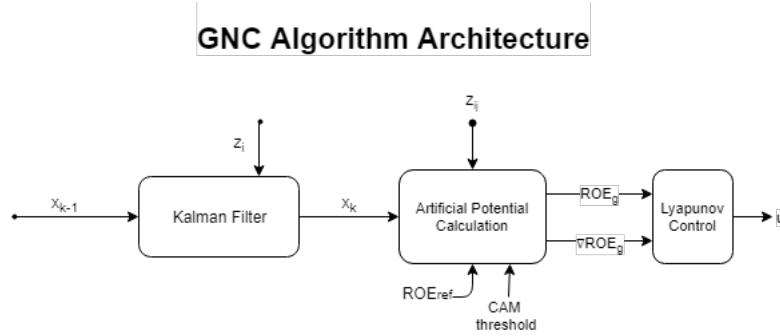 GNC Algorithm Architecture
Z_ij
Z_i
X_k-1
Kalman Filter
X_k
Artificial Potential
Calculation
ROE_g
∇ROE_g
Lyapunov
Control
ROE_ref
CAM
threshold